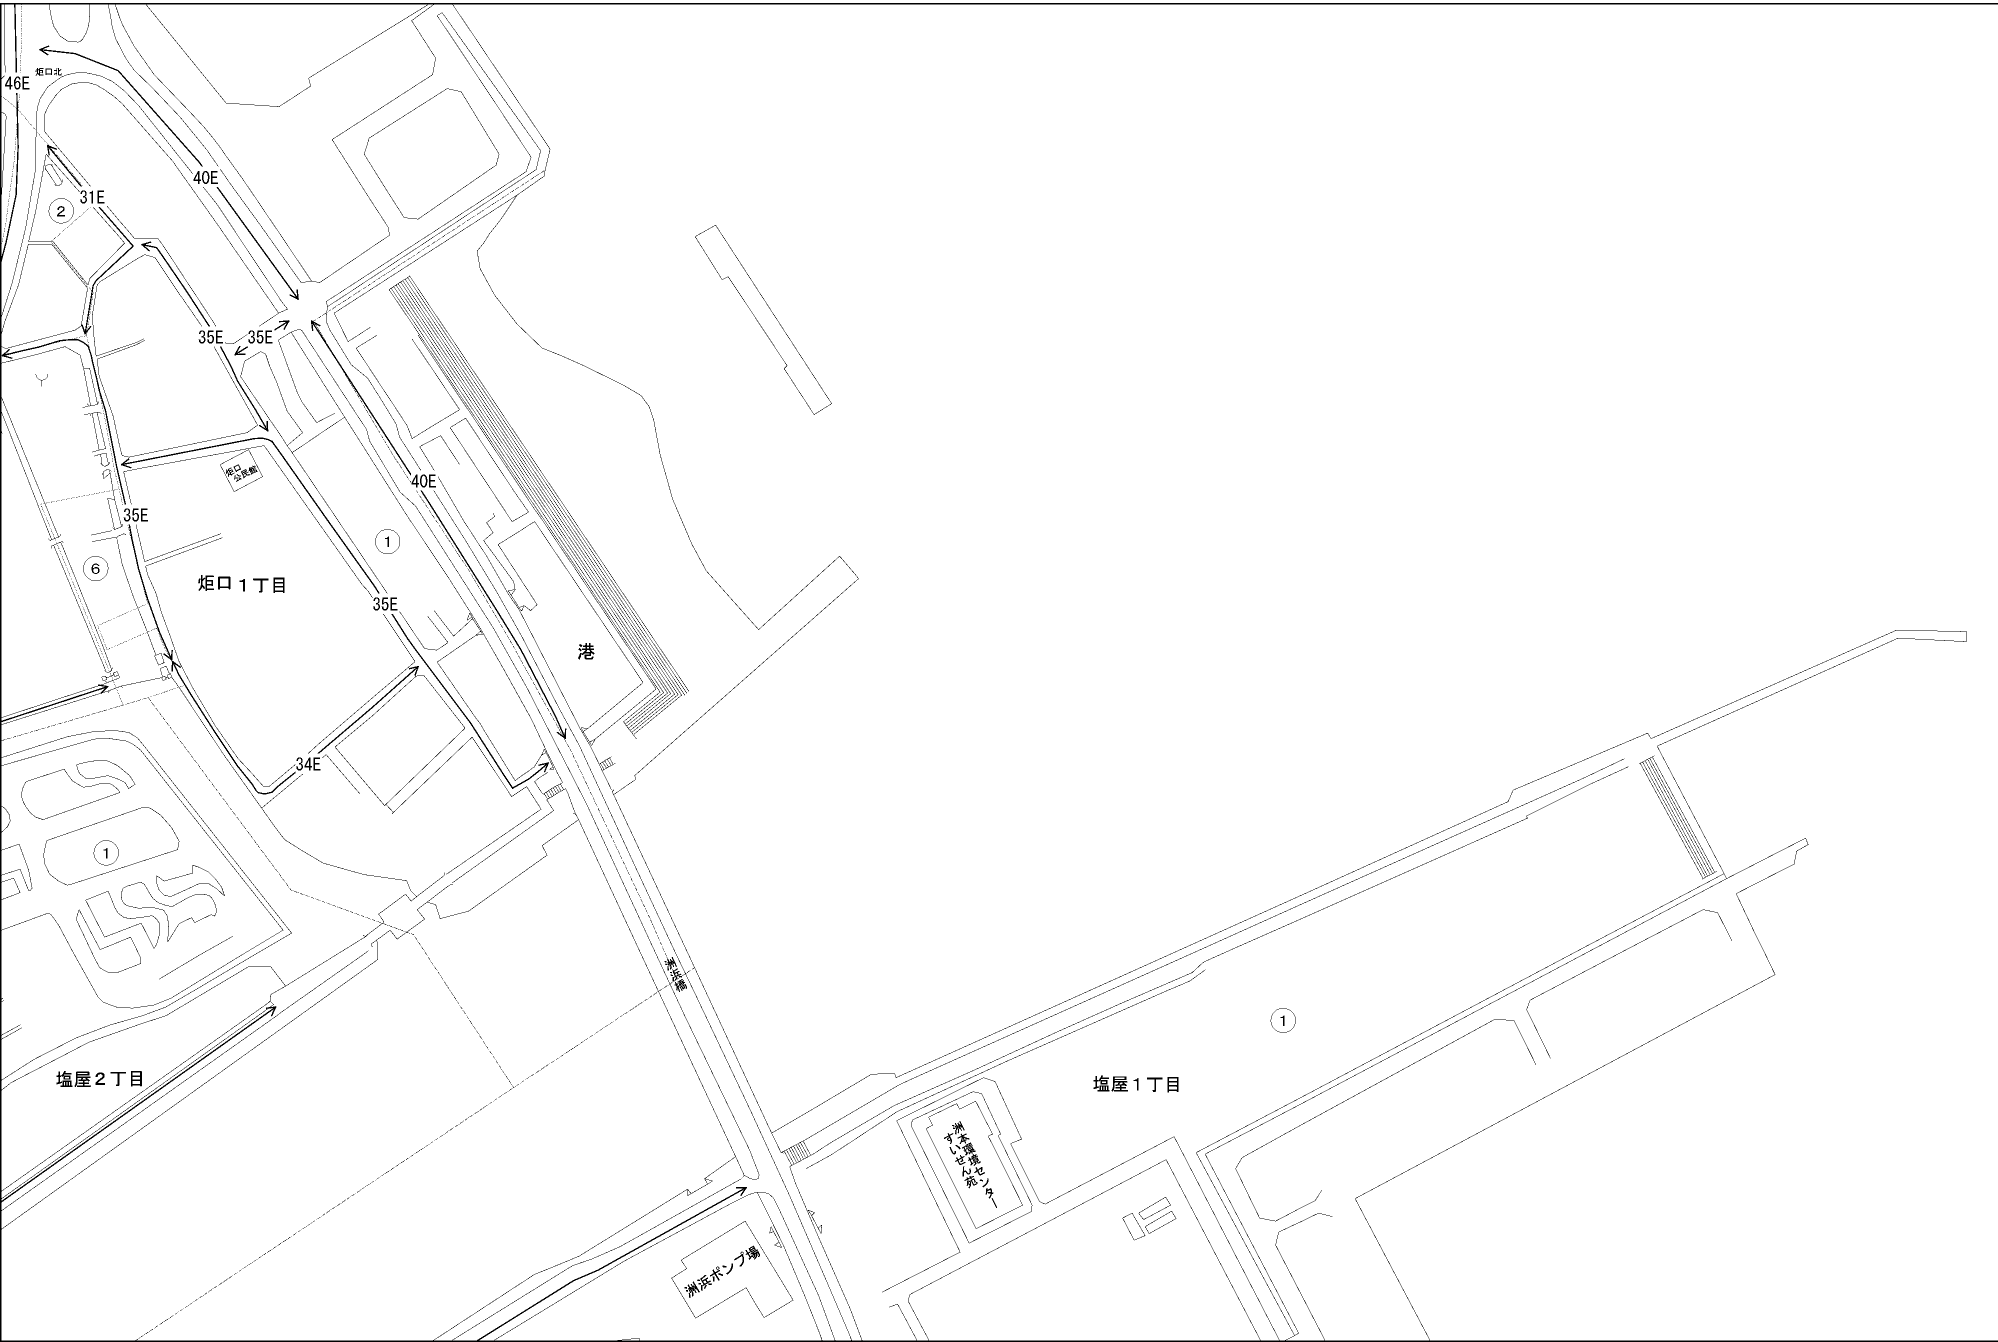 46E
炬口北
40E
31E
2
35E
35E
炬口
公民館
40E
35E
1
6
炬口１丁目
35E
港
34E
1
洲浜橋
1
塩屋２丁目
塩屋１丁目
洲本環境センター
すいせん苑
洲浜ポンプ場